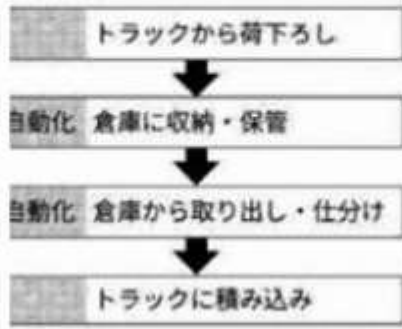 トラックから荷下ろし
自動化 倉庫に収納・保管
自動化 倉庫から取り出し・仕分け
トラックに積み込み